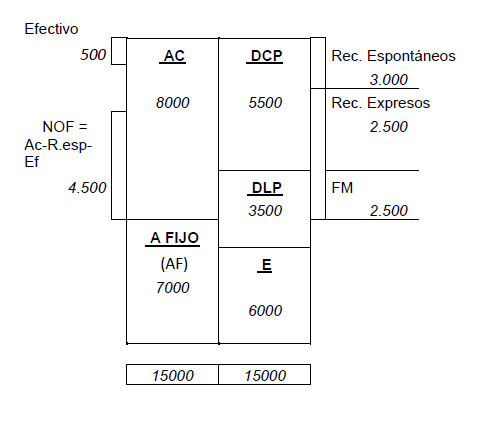 Efectivo
500
AC
DCP
Rec. Espontáneos
3.000
8000
5500
Rec. Expresos
2.500
NOF =
Ac-R.esp-
Ef
4.500
DLP
3500
FM
2.500
A FIJO
(AF)
7000
E
6000
15000
15000